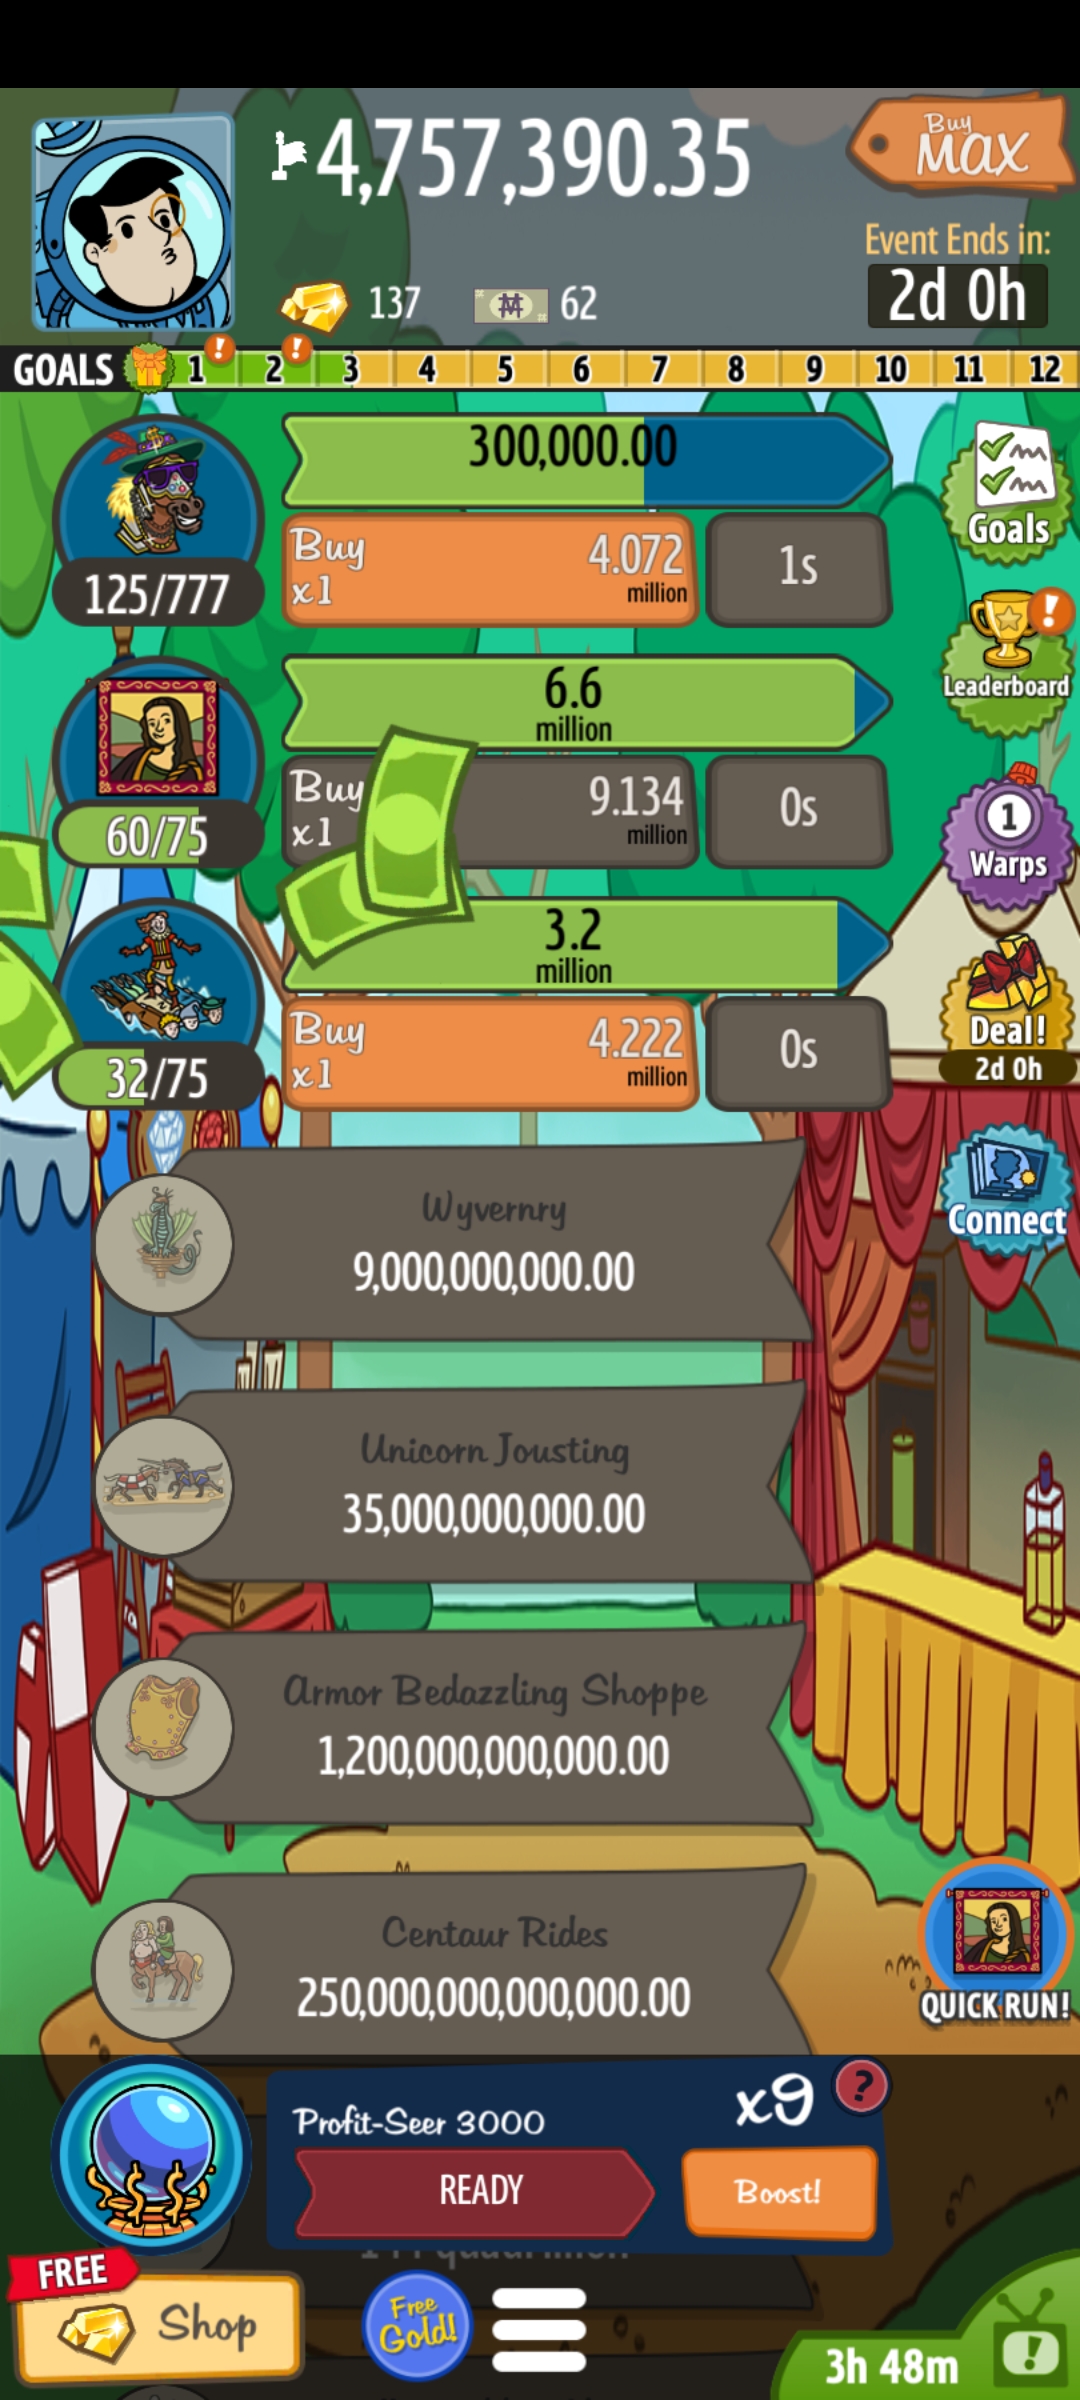 4,757,390.35
Buy
MAX
Event Ends in:
2d 0h
137
62
GOALS 1 ! 2 ! 3 4 5 6 7 8 9 10 11 12
300,000.00
Buy
x1
4.072
million
1s
125/777
Goals
6.6
million
Buy
x1
9.134
million
0s
60/75
!
Leaderboard
1
Warps
3.2
million
Buy
x1
4.222
million
0s
32/75
Deal!
2d 0h
Wyvernry
9,000,000,000.00
Connect
Unicorn Jousting
35,000,000,000.00
Armor Bedazzling Shoppe
1,200,000,000,000.00
Centaur Rides
250,000,000,000,000.00
QUICK RUN!
Profit-Seer 3000
x9
?
READY
Boost!
FREE
Shop
Free
Gold!
3h 48m
!